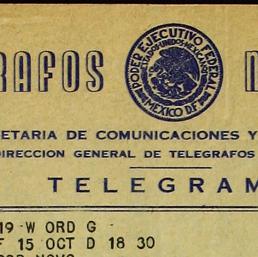 RAFOS
PODER EJECUTIVO FEDERAL
ESTADOS UNIDOS MEXICANOS
MEXICO D.F.
ETARIA DE COMUNICACIONES Y
DIRECCION GENERAL DE TELEGRAFOS
TELEGRAM
19 W ORD G
F 15 OCT D 18 30